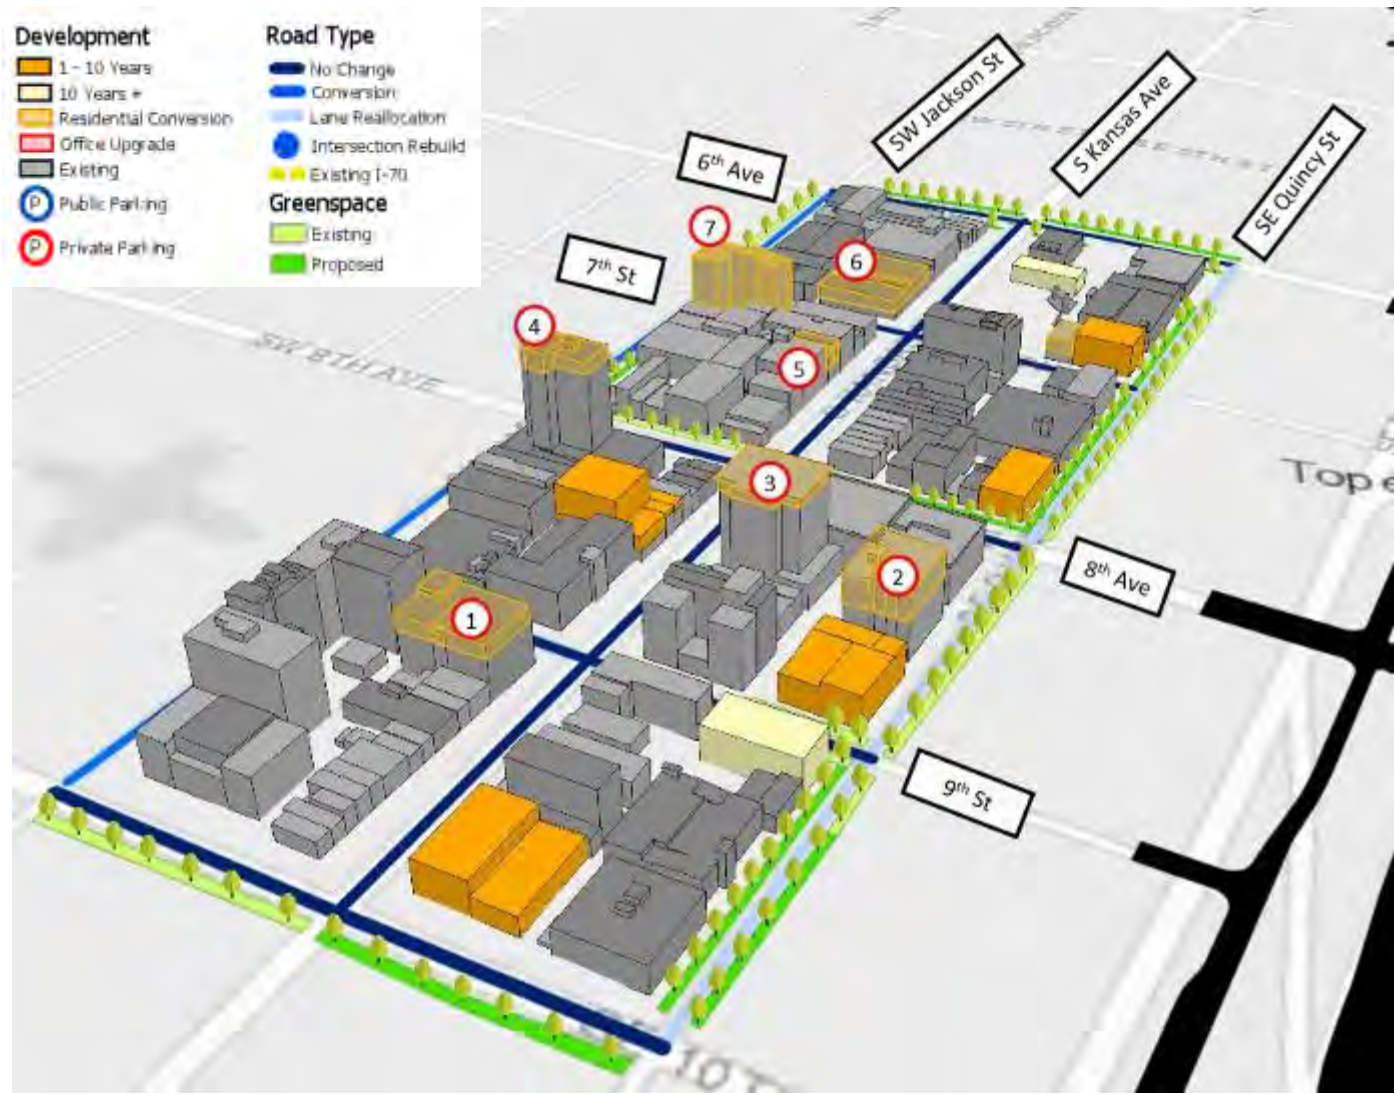 Development
1 - 10 Years
10 Years +
Residential Conversion
Office Upgrade
Existing
P Public Parking
P Private Parking
Road Type
No Change
Conversion
Lane Reallocation
Intersection Rebuild
Existing I-70
Greenspace
Existing
Proposed
SW Jackson St
S Kansas Ave
SE Quincy St
6th Ave
7th St
7
6
4
5
SW 8TH AVE
Tope
3
2
8th Ave
1
9th St
10 T